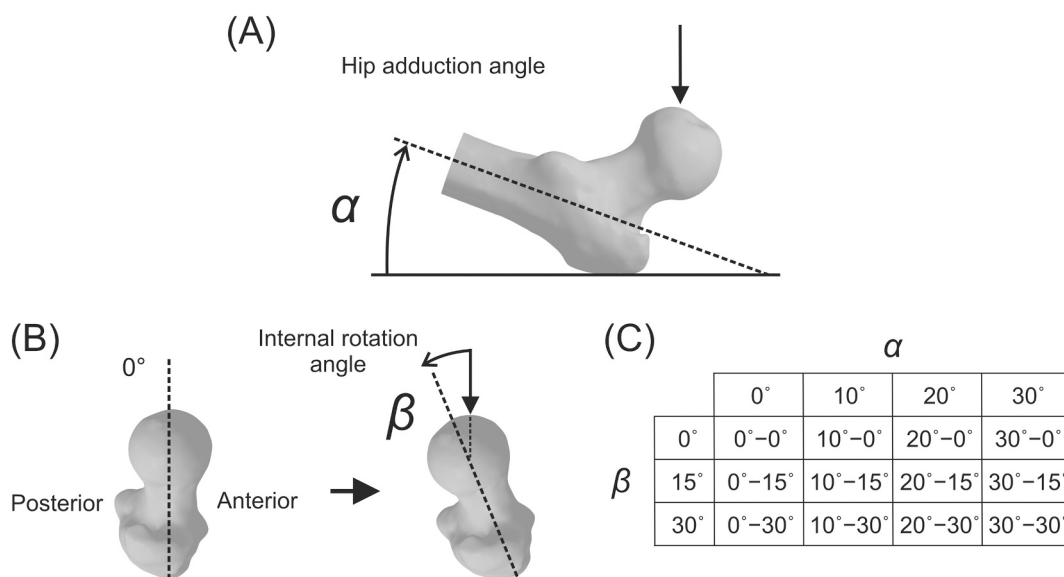 (A)
Hip adduction angle
α
(B)
0°
Internal rotation
angle
β
Posterior
Anterior
(C)
α
0° 10° 20° 30°
0° 0°−0° 10°−0° 20°−0° 30°−0°
β
15° 0°−15° 10°−15° 20°−15° 30°−15°
30° 0°−30° 10°−30° 20°−30° 30°−30°